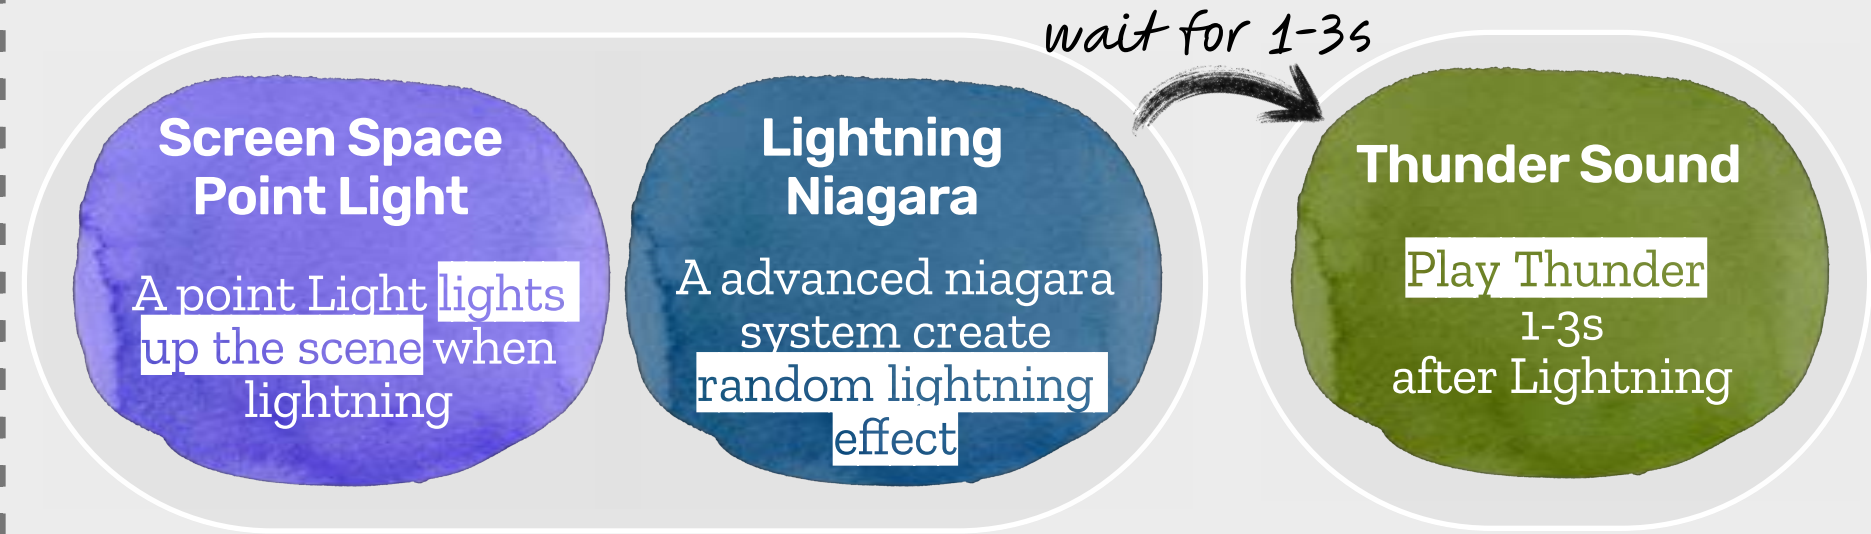 wait for 1-3s
Screen Space
Point Light
A point Light lights
up the scene when
lightning
Lightning
Niagara
A advanced niagara
system create
random lightning
effect
Thunder Sound
Play Thunder
1-3s
after Lightning